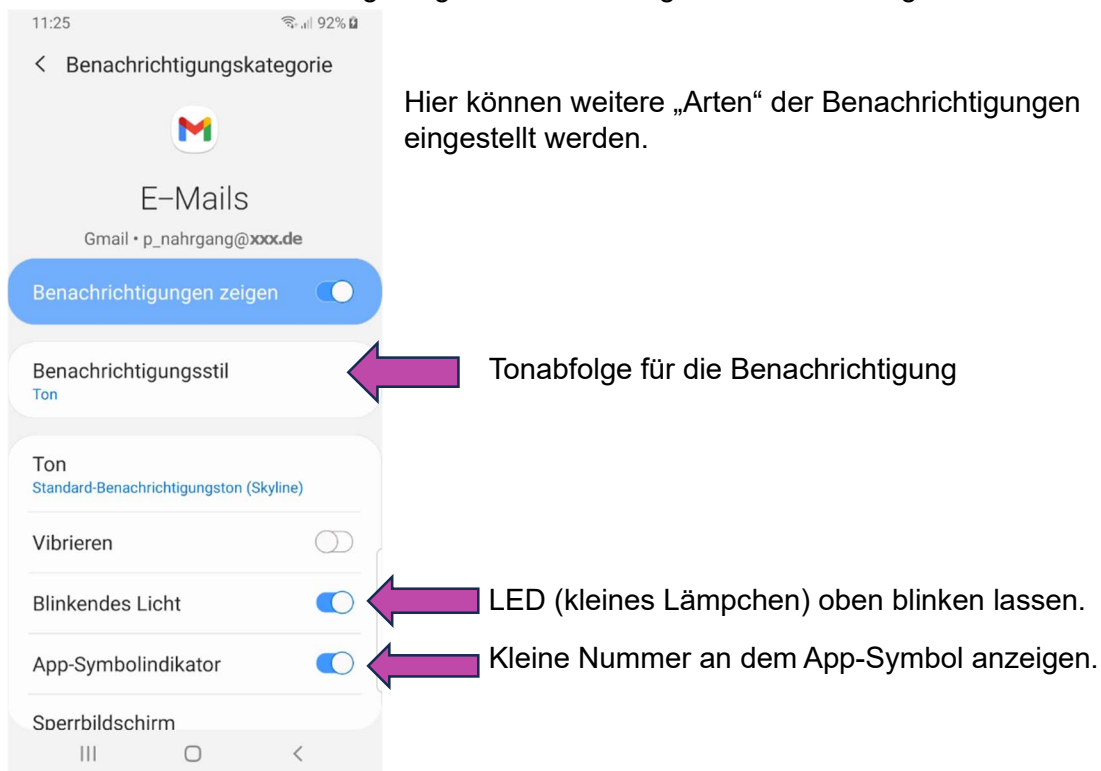 11:25 92%
Benachrichtigungskategorie
Hier können weitere „Arten“ der Benachrichtigungen
eingestellt werden.
E-Mails
Gmail • p_nahrgang@xxx.de
Benachrichtigungen zeigen
Benachrichtigungsstil
Ton
Tonabfolge für die Benachrichtigung
Ton
Standard-Benachrichtigungston (Skyline)
Vibrieren
Blinkendes Licht
LED (kleines Lämpchen) oben blinken lassen.
App-Symbolindikator
Kleine Nummer an dem App-Symbol anzeigen.
Sperrbildschirm